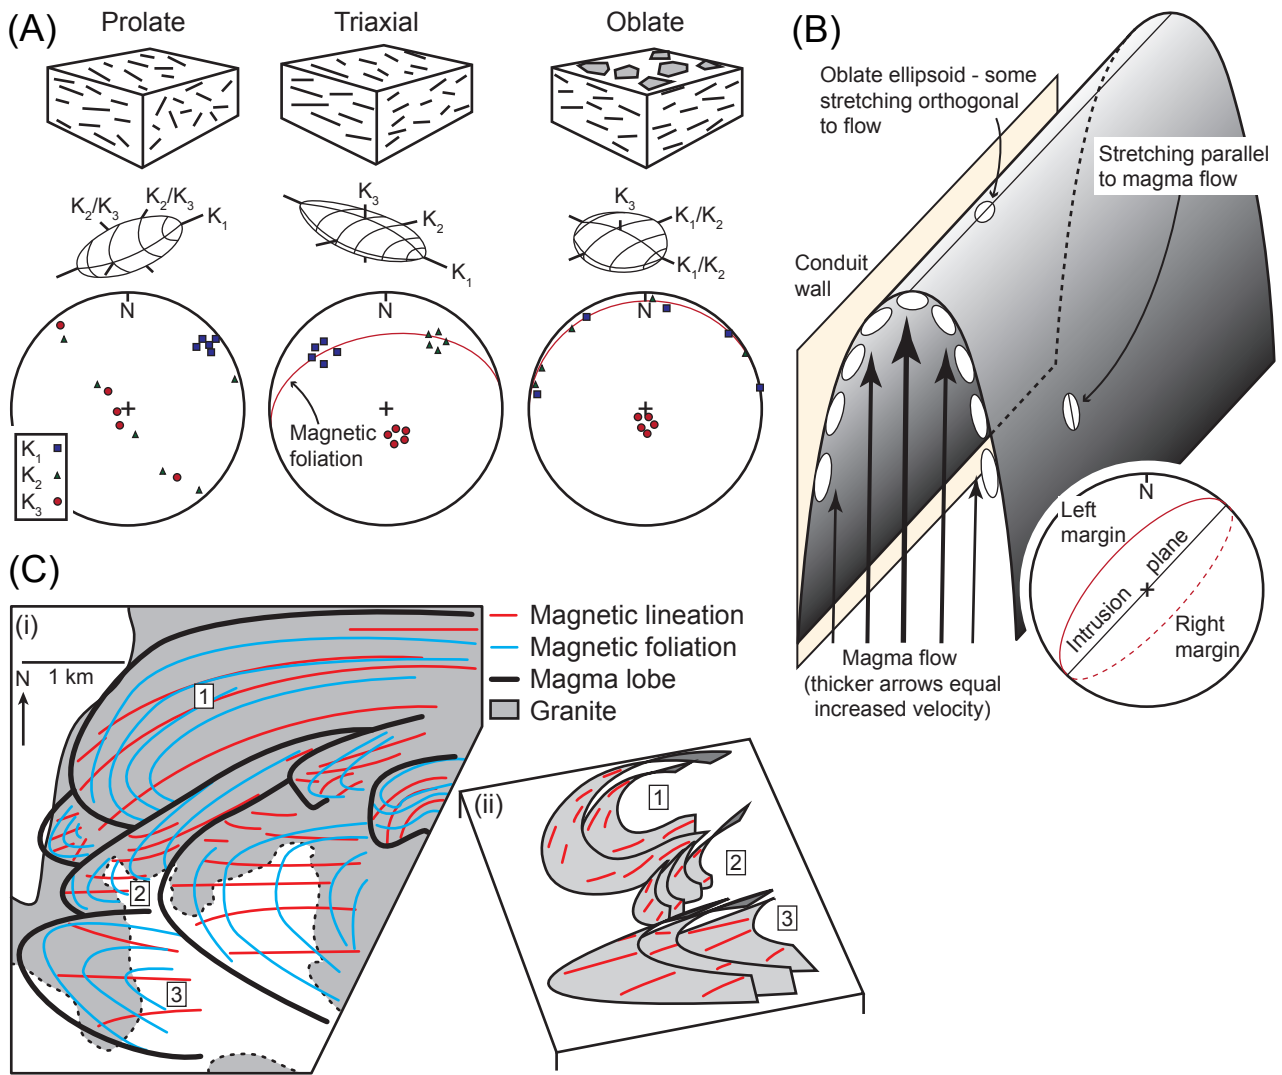 (A)
Prolate
Triaxial
Oblate
K2/K3
K2/K3
K1
K3
K2
K1
K3
K1/K2
K1/K2
N
N
N
Magnetic
foliation
K1
K2
K3
(B)
Oblate ellipsoid - some
stretching orthogonal
to flow
Stretching parallel
to magma flow
Conduit
wall
Magma flow
(thicker arrows equal
increased velocity)
N
Left
margin
Intrusion plane
Right
margin
(C)
(i)
1 km
N
1
2
3
Magnetic lineation
Magnetic foliation
Magma lobe
Granite
(ii)
1
2
3